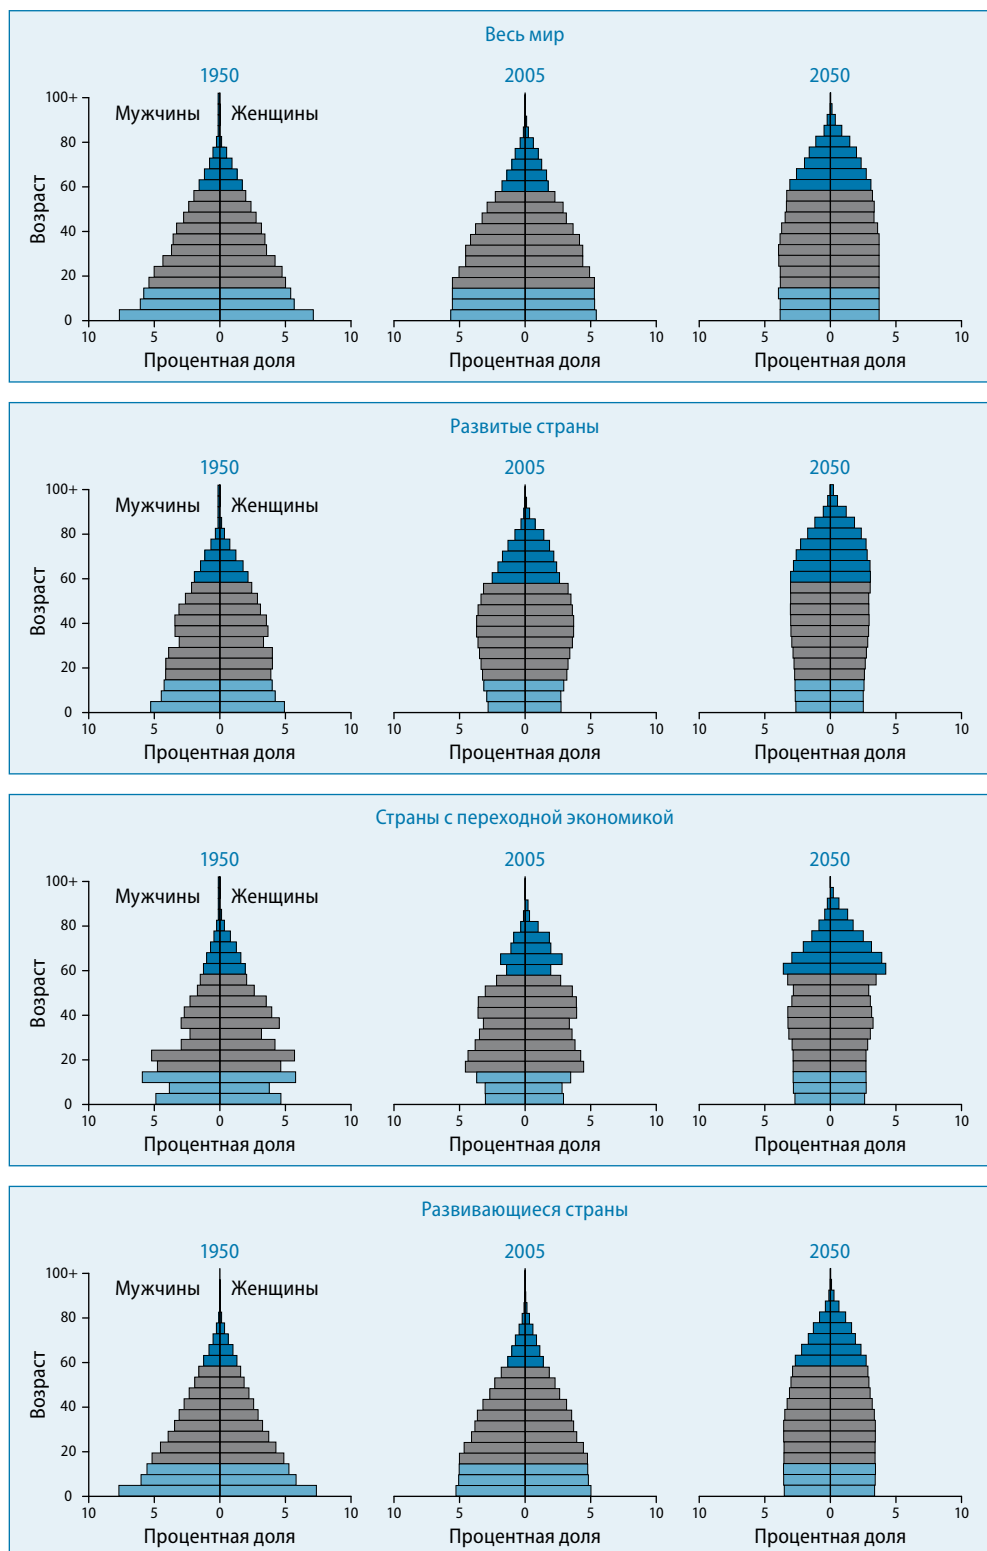 Весь мир
1950 2005 2050
100+
Мужчины Женщины
80
60
40
20
0
Возраст
10 5 0 5 10 10 5 0 5 10 10 5 0 5 10
Процентная доля Процентная доля Процентная доля
Развитые страны
1950 2005 2050
100+
Мужчины Женщины
80
60
40
20
0
Возраст
10 5 0 5 10 10 5 0 5 10 10 5 0 5 10
Процентная доля Процентная доля Процентная доля
Страны с переходной экономикой
1950 2005 2050
100+
Мужчины Женщины
80
60
40
20
0
Возраст
10 5 0 5 10 10 5 0 5 10 10 5 0 5 10
Процентная доля Процентная доля Процентная доля
Развивающиеся страны
1950 2005 2050
100+
Мужчины Женщины
80
60
40
20
0
Возраст
10 5 0 5 10 10 5 0 5 10 10 5 0 5 10
Процентная доля Процентная доля Процентная доля